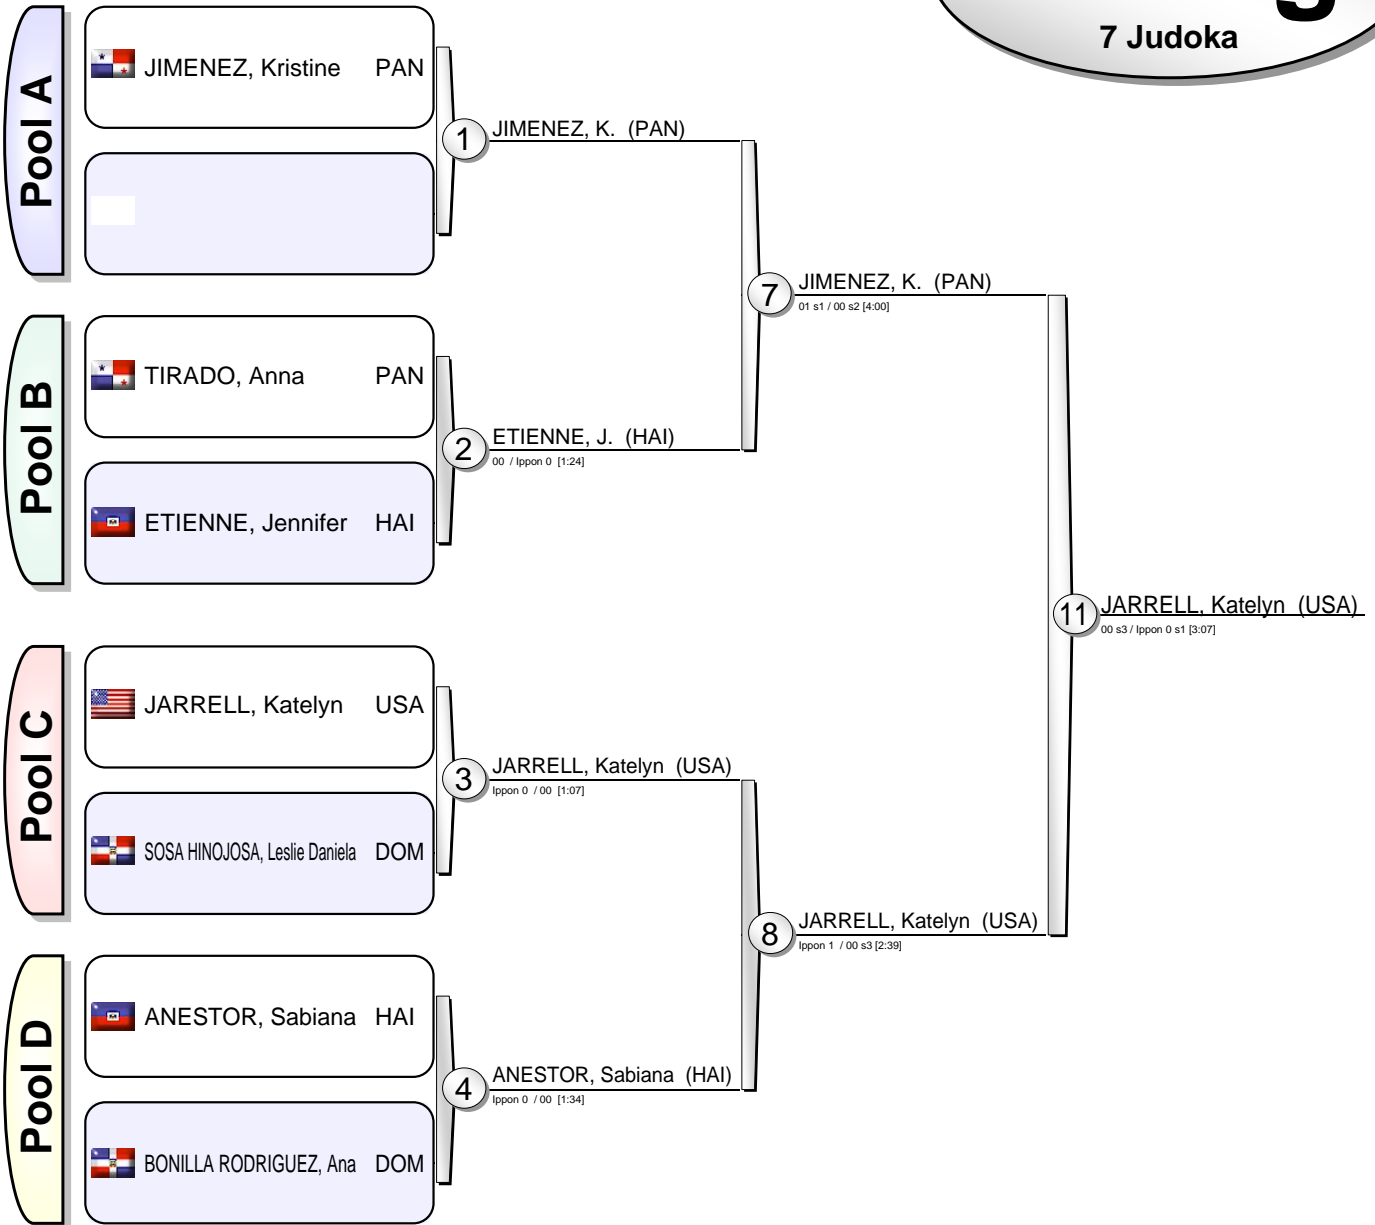 7 Judoka
Pool A
JIMENEZ, Kristine PAN
1
JIMENEZ, K. (PAN)
7
JIMENEZ, K. (PAN)
01 s1 / 00 s2 [4:00]
Pool B
TIRADO, Anna PAN
2
ETIENNE, J. (HAI)
00 / Ippon 0 [1:24]
ETIENNE, Jennifer HAI
11
JARRELL, Katelyn (USA)
00 s3 / Ippon 0 s1 [3:07]
Pool C
JARRELL, Katelyn USA
3
JARRELL, Katelyn (USA)
Ippon 0 / 00 [1:07]
SOSA HINOJOSA, Leslie Daniela DOM
8
JARRELL, Katelyn (USA)
Ippon 1 / 00 s3 [2:39]
Pool D
ANESTOR, Sabiana HAI
4
ANESTOR, Sabiana (HAI)
Ippon 0 / 00 [1:34]
BONILLA RODRIGUEZ, Ana DOM